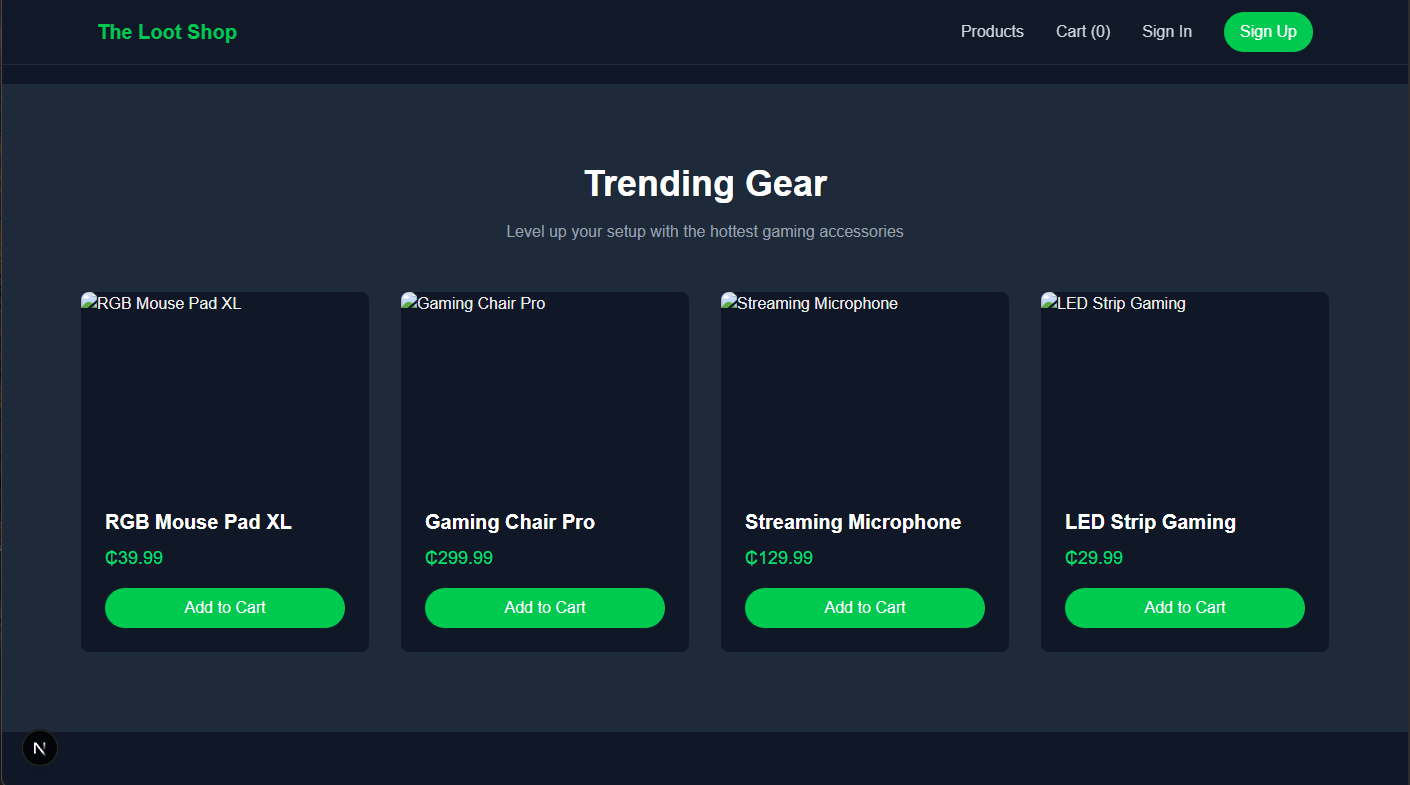 The Loot Shop
Products
Cart (0)
Sign In
Sign Up
Trending Gear
Level up your setup with the hottest gaming accessories
RGB Mouse Pad XL
Gaming Chair Pro
Streaming Microphone
LED Strip Gaming
RGB Mouse Pad XL
₵39.99
Add to Cart
Gaming Chair Pro
₵299.99
Add to Cart
Streaming Microphone
₵129.99
Add to Cart
LED Strip Gaming
₵29.99
Add to Cart
N